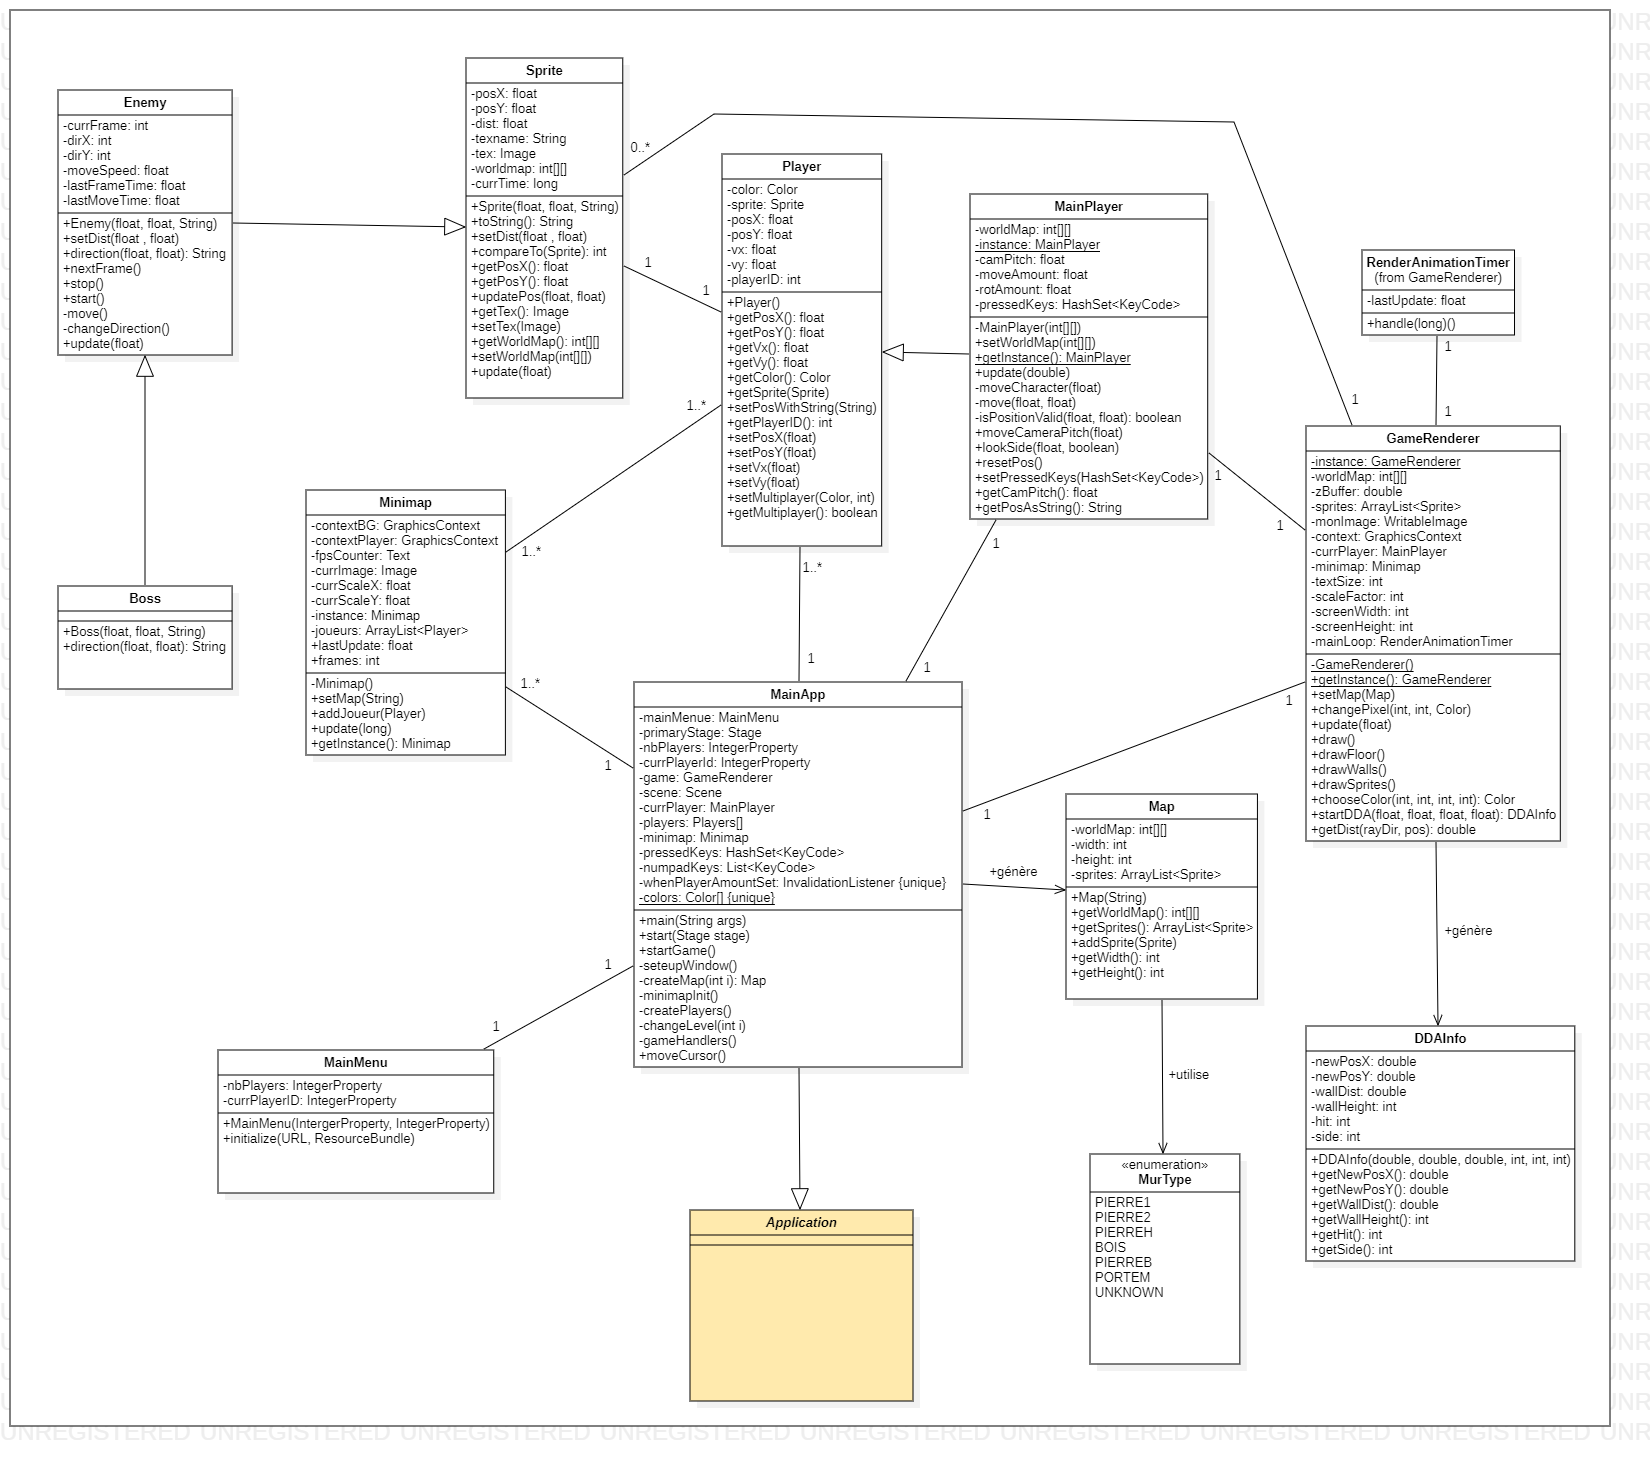 Enemy
-currFrame: int
-dirX: int
-dirY: int
-moveSpeed: float
-lastFrameTime: float
-lastMoveTime: float
+Enemy(float, float, String)
+setDist(float , float)
+direction(float, float): String
+nextFrame()
+stop()
+start()
-move()
-changeDirection()
+update(float)
Sprite
-posX: float
-posY: float
-dist: float
-texname: String
-tex: Image
-worldmap: int[][]
-currTime: long
+Sprite(float, float, String)
+toString(): String
+setDist(float , float)
+compareTo(Sprite): int
+getPosX(): float
+getPosY(): float
+updatePos(float, float)
+getTex(): Image
+setTex(Image)
+getWorldMap(): int[][]
+setWorldMap(int[][])
+update(float)
0..*
1
1
Player
-color: Color
-sprite: Sprite
-posX: float
-posY: float
-vx: float
-vy: float
-playerID: int
+Player()
+getPosX(): float
+getPosY(): float
+getVx(): float
+getVy(): float
+getColor(): Color
+getSprite(Sprite)
+setPosWithString(String)
+getPlayerID(): int
+setPosX(float)
+setPosY(float)
+setVx(float)
+setVy(float)
+setMultiplayer(Color, int)
+getMultiplayer(): boolean
1..*
1..*
1
MainPlayer
-worldMap: int[][]
-instance: MainPlayer
-camPitch: float
-moveAmount: float
-rotAmount: float
-pressedKeys: HashSet<KeyCode>
-MainPlayer(int[][])
+setWorldMap(int[][])
+getInstance(): MainPlayer
+update(double)
-moveCharacter(float)
-move(float, float)
-isPositionValid(float, float): boolean
+moveCameraPitch(float)
+lookSide(float, boolean)
+resetPos()
+setPressedKeys(HashSet<KeyCode>)
+getCamPitch(): float
+getPosAsString(): String
1
1
1
1
RenderAnimationTimer
(from GameRenderer)
-lastUpdate: float
+handle(long)()
1
1
1
GameRenderer
-instance: GameRenderer
-worldMap: int[][]
-zBuffer: double
-sprites: ArrayList<Sprite>
-monImage: WritableImage
-context: GraphicsContext
-currPlayer: MainPlayer
-minimap: Minimap
-textSize: int
-scaleFactor: int
-screenWidth: int
-screenHeight: int
-mainLoop: RenderAnimationTimer
-GameRenderer()
+getInstance(): GameRenderer
+setMap(Map)
+changePixel(int, int, Color)
+update(float)
+draw()
+drawFloor()
+drawWalls()
+drawSprites()
+chooseColor(int, int, int, int): Color
+startDDA(float, float, float, float): DDAInfo
+getDist(rayDir, pos): double
1
1
Minimap
-contextBG: GraphicsContext
-contextPlayer: GraphicsContext
-fpsCounter: Text
-currImage: Image
-currScaleX: float
-currScaleY: float
-instance: Minimap
-joueurs: ArrayList<Player>
+lastUpdate: float
+frames: int
-Minimap()
+setMap(String)
+addJoueur(Player)
+update(long)
+getInstance(): Minimap
1..*
1..*
1
Boss
+Boss(float, float, String)
+direction(float, float): String
MainApp
-mainMenue: MainMenu
-primaryStage: Stage
-nbPlayers: IntegerProperty
-currPlayerId: IntegerProperty
-game: GameRenderer
-scene: Scene
-currPlayer: MainPlayer
-players: Players[]
-minimap: Minimap
-pressedKeys: HashSet<KeyCode>
-numpadKeys: List<KeyCode>
-whenPlayerAmountSet: InvalidationListener {unique}
-colors: Color[] {unique}
+main(String args)
+start(Stage stage)
+startGame()
-seteupWindow()
-createMap(int i): Map
-minimapInit()
-createPlayers()
-changeLevel(int i)
-gameHandlers()
+moveCursor()
+génère
Map
-worldMap: int[][]
-width: int
-height: int
-sprites: ArrayList<Sprite>
+Map(String)
+getWorldMap(): int[][]
+getSprites(): ArrayList<Sprite>
+addSprite(Sprite)
+getWidth(): int
+getHeight(): int
+génère
+utilise
1
1
MainMenu
-nbPlayers: IntegerProperty
-currPlayerID: IntegerProperty
+MainMenu(IntergerProperty, IntegerProperty)
+initialize(URL, ResourceBundle)
DDAInfo
-newPosX: double
-newPosY: double
-wallDist: double
-wallHeight: int
-hit: int
-side: int
+DDAInfo(double, double, double, int, int, int)
+getNewPosX(): double
+getNewPosY(): double
+getWallDist(): double
+getWallHeight(): int
+getHit(): int
+getSide(): int
«enumeration»
MurType
PIERRE1
PIERRE2
PIERREH
BOIS
PIERREB
PORTEM
UNKNOWN
Application
UNREGISTERED UNREGISTERED UNREGISTERED UNREGISTERED UNREGISTERED UNREGISTERED UNREGISTERED UNREGISTERED